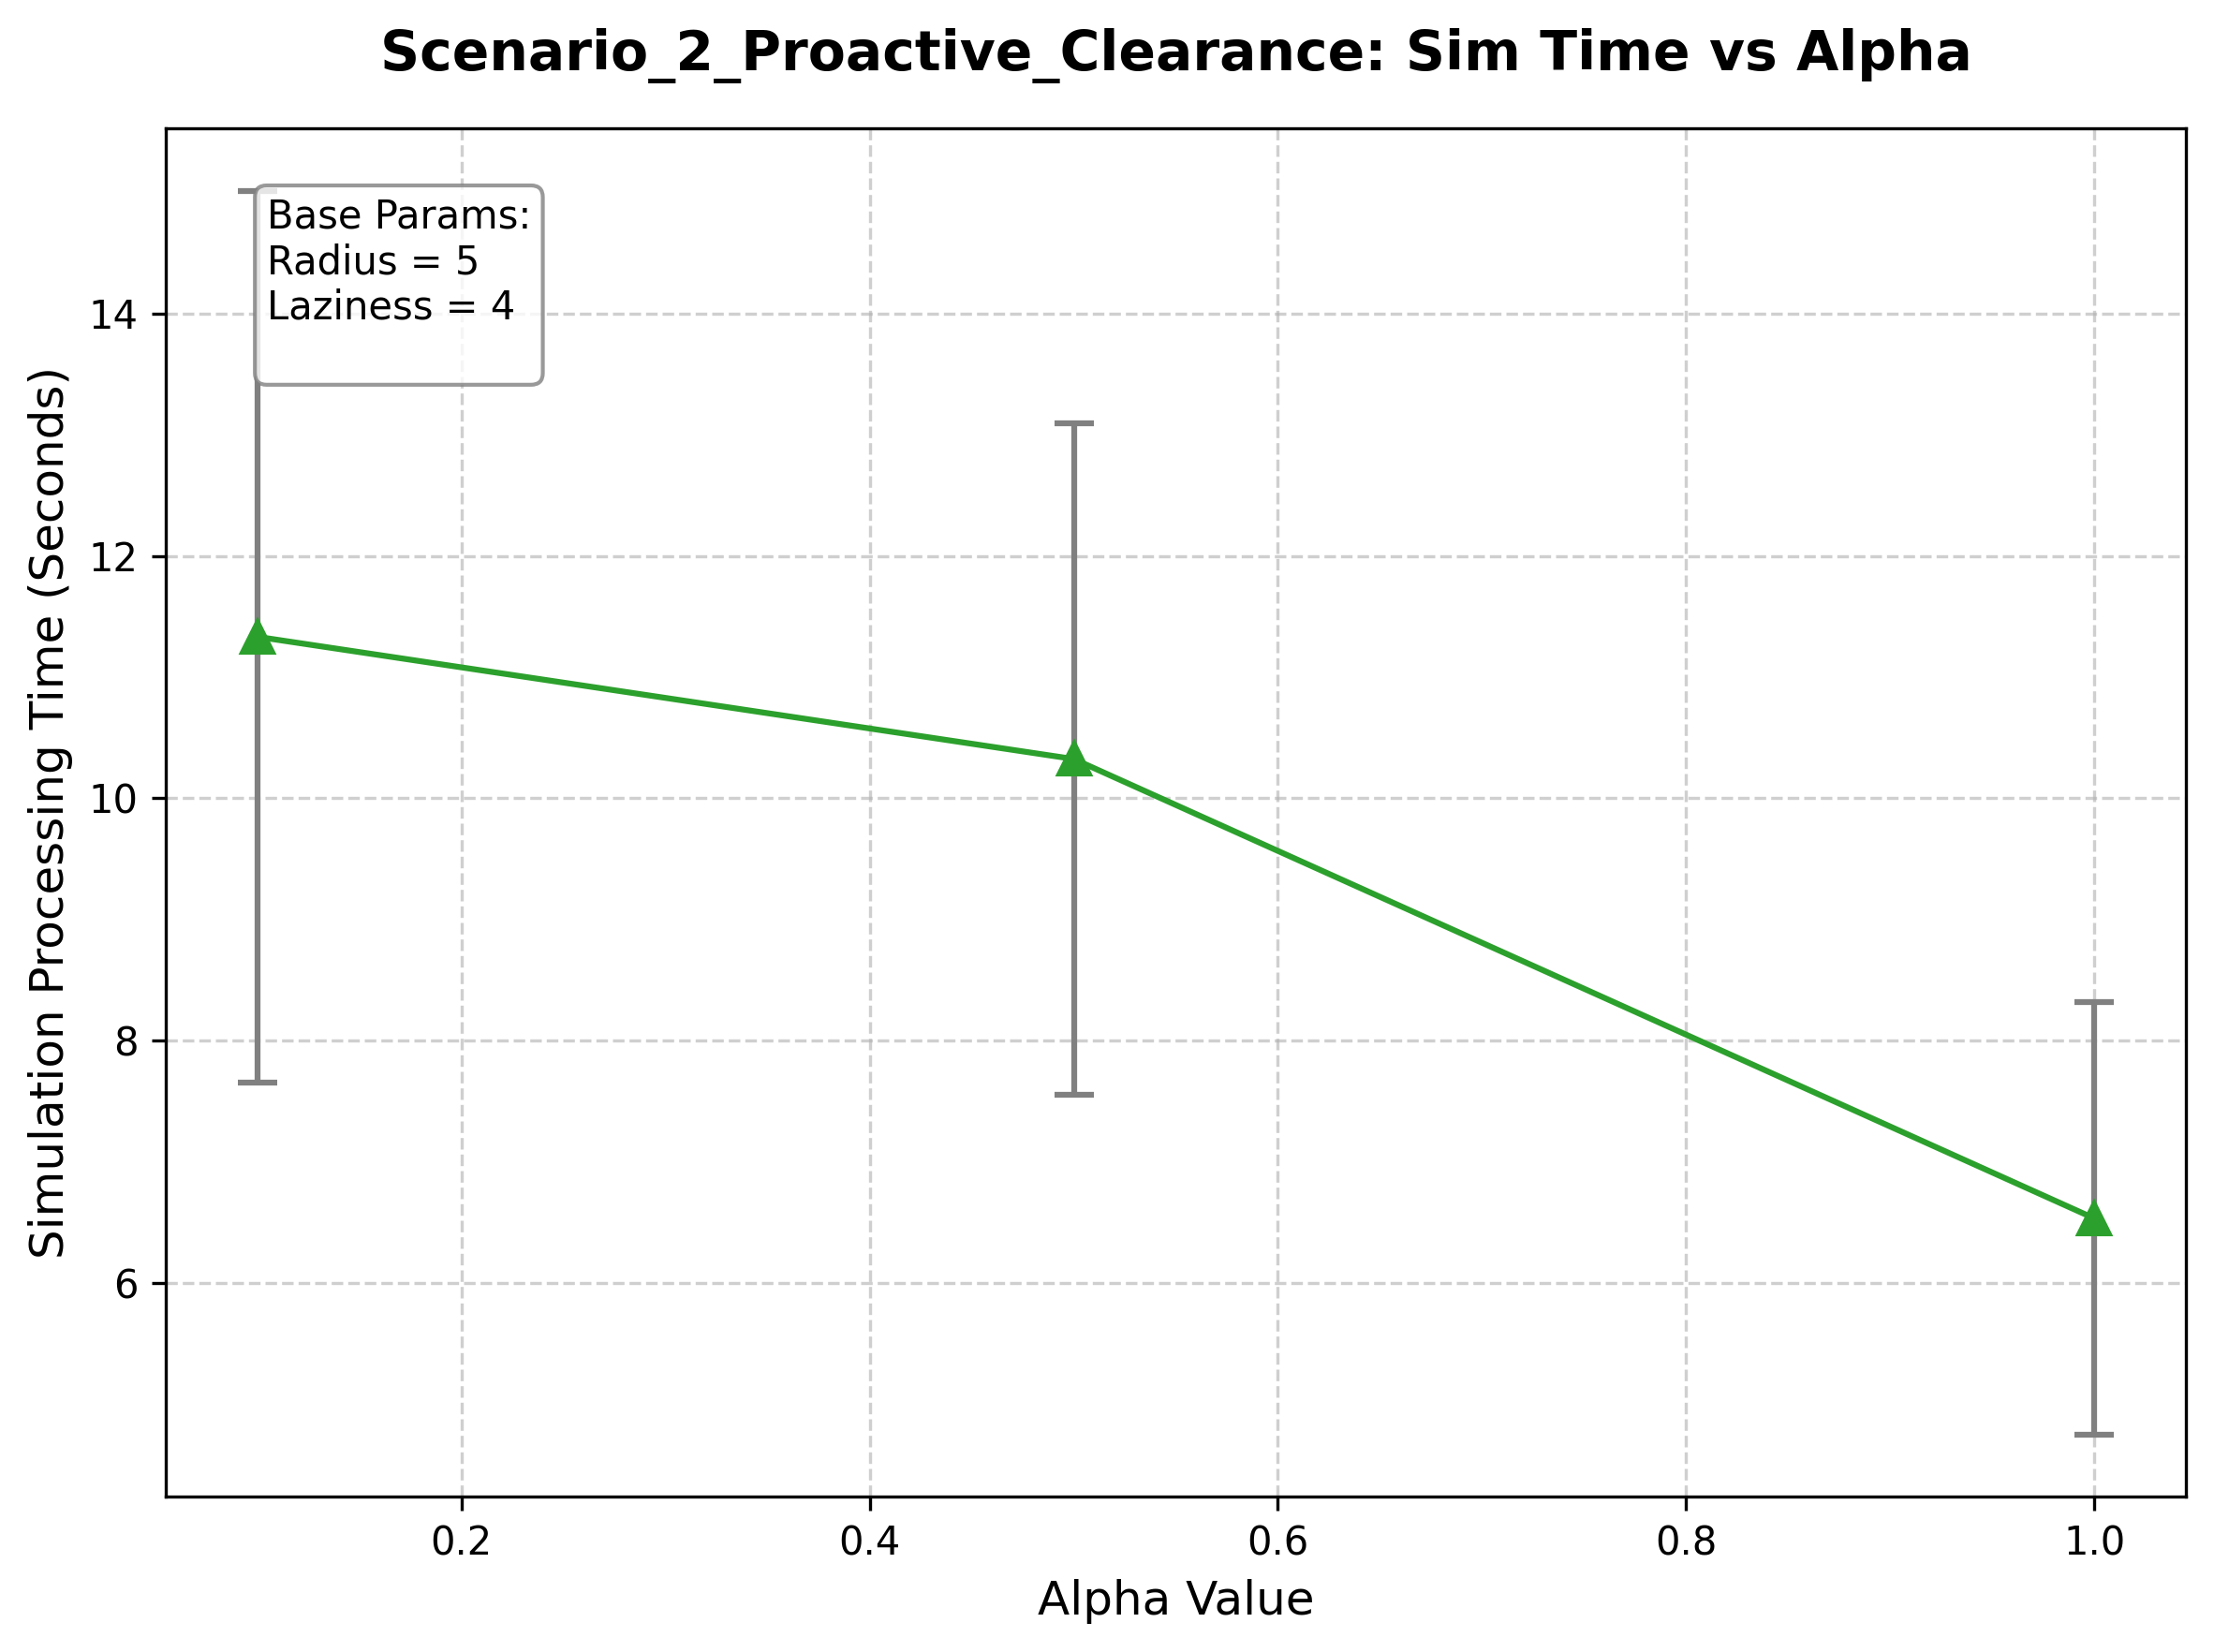 Scenario_2_Proactive_Clearance: Sim Time vs Alpha
Base Params:
Radius = 5
Laziness = 4
Simulation Processing Time (Seconds)
14
12
10
8
6
0.2
0.4
0.6
0.8
1.0
Alpha Value